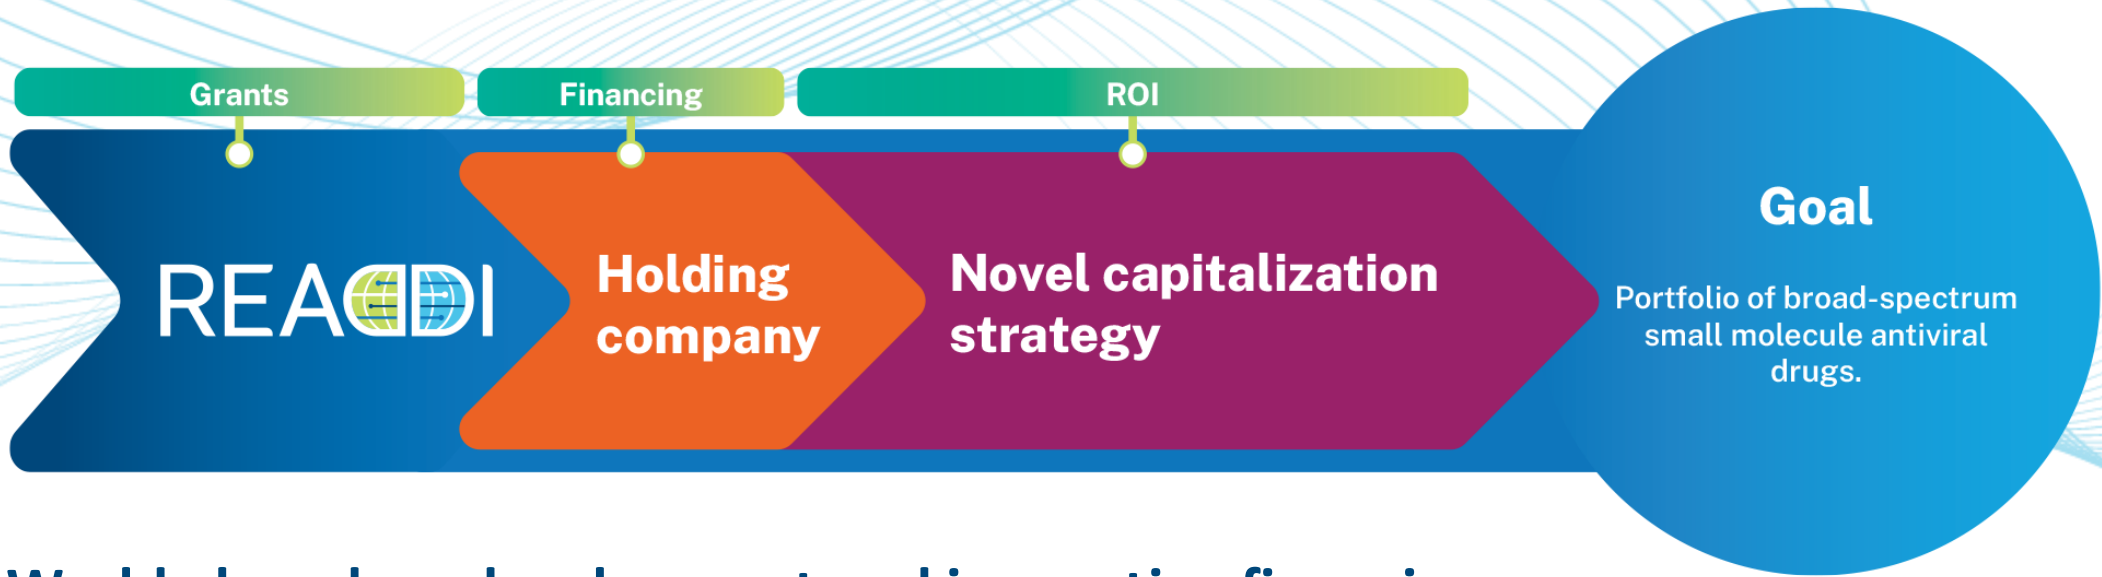 Grants
Financing
ROI
READDI
Holding
company
Novel capitalization
strategy
Goal
Portfolio of broad-spectrum
small molecule antiviral
drugs.